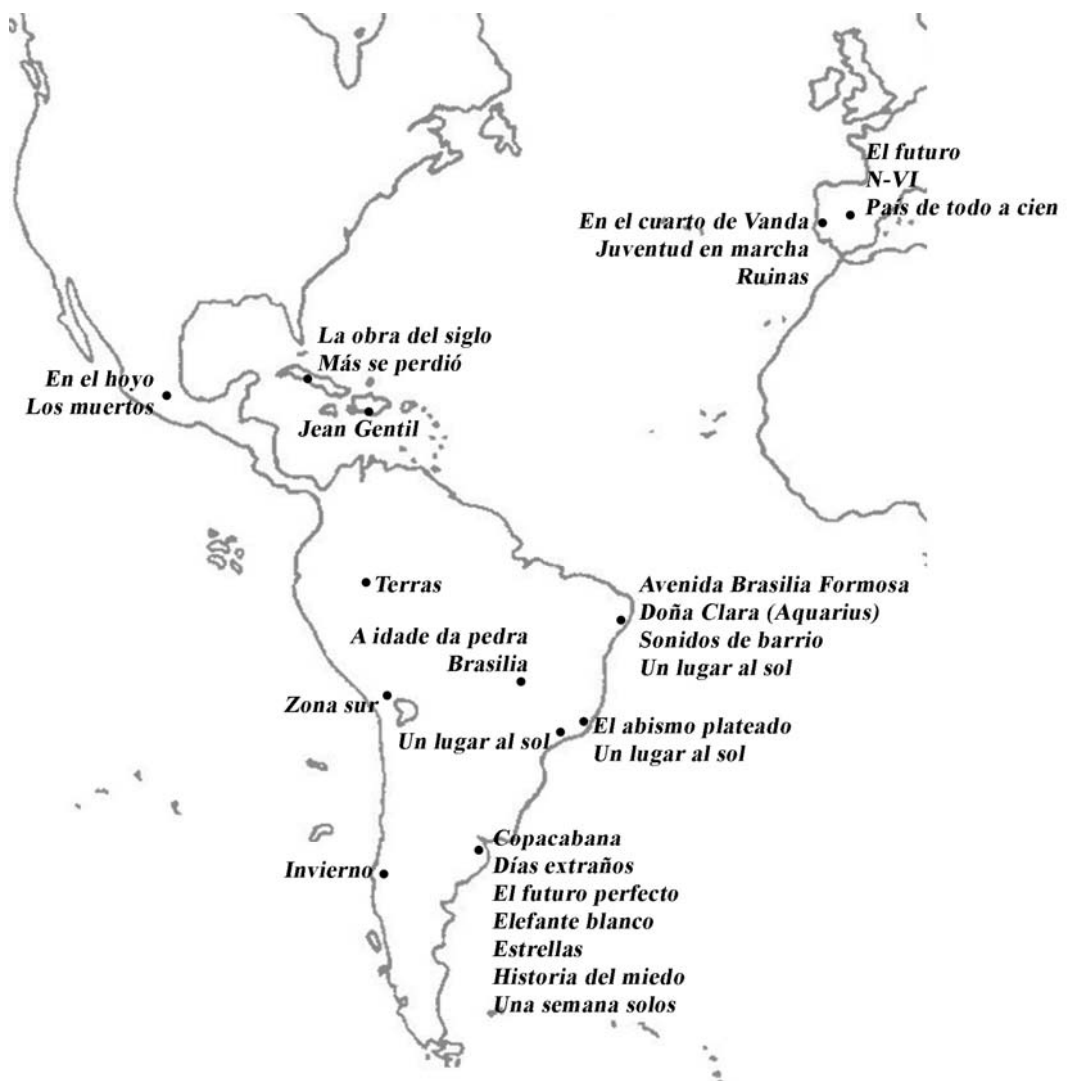 El futuro
N-VI
País de todo a cien
En el cuarto de Vanda
Juventud en marcha
Ruinas
La obra del siglo
Más se perdió
En el hoyo
Los muertos
Jean Gentil
Terras
Avenida Brasilia Formosa
Doña Clara (Aquarius)
Sonidos de barrio
Un lugar al sol
A idade da pedra
Brasilia
Zona sur
Un lugar al sol
El abismo plateado
Un lugar al sol
Invierno
Copacabana
Días extraños
El futuro perfecto
Elefante blanco
Estrellas
Historia del miedo
Una semana solos